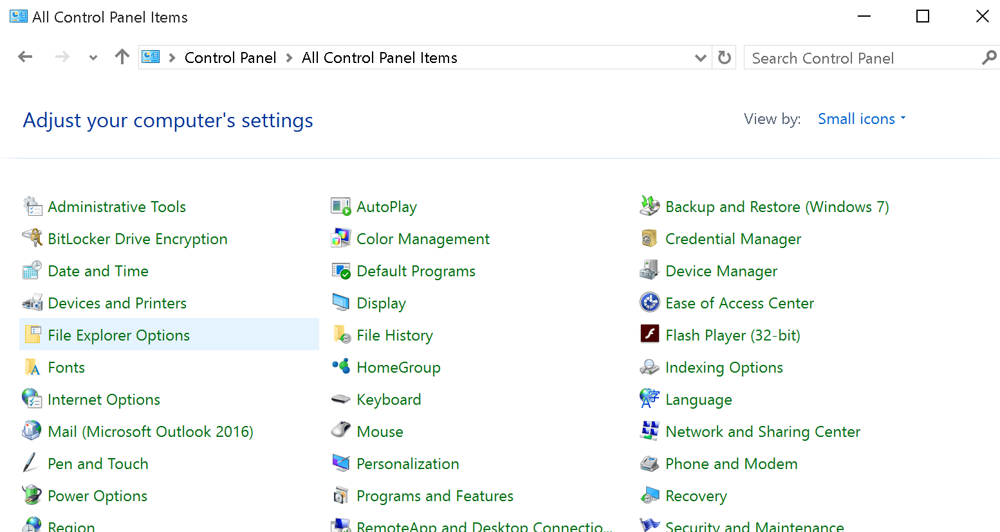 All Control Panel Items
Control Panel All Control Panel Items Search Control Panel
Adjust your computer's settings View by: Small icons
Administrative Tools AutoPlay Backup and Restore (Windows 7)
BitLocker Drive Encryption Color Management Credential Manager
Date and Time Default Programs Device Manager
Devices and Printers Display Ease of Access Center
File Explorer Options File History Flash Player (32-bit)
Fonts HomeGroup Indexing Options
Internet Options Keyboard Language
Mail (Microsoft Outlook 2016) Mouse Network and Sharing Center
Pen and Touch Personalization Phone and Modem
Power Options Programs and Features Recovery
Region RemoteApp and Desktop Connectio... Security and Maintenance